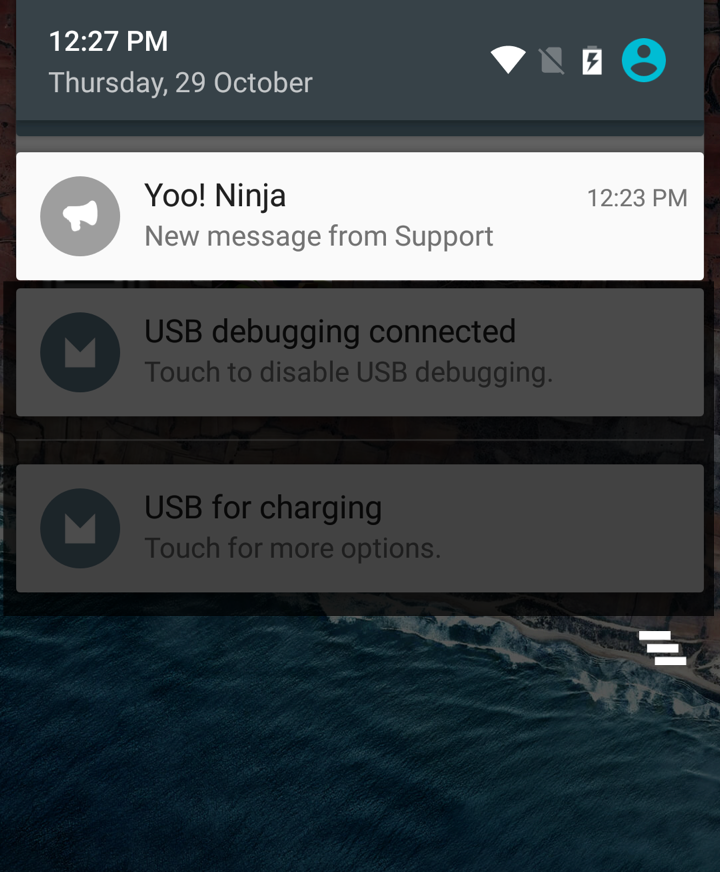 12:27 PM
Thursday, 29 October
Yoo! Ninja 12:23 PM
New message from Support
USB debugging connected
Touch to disable USB debugging.
USB for charging
Touch for more options.